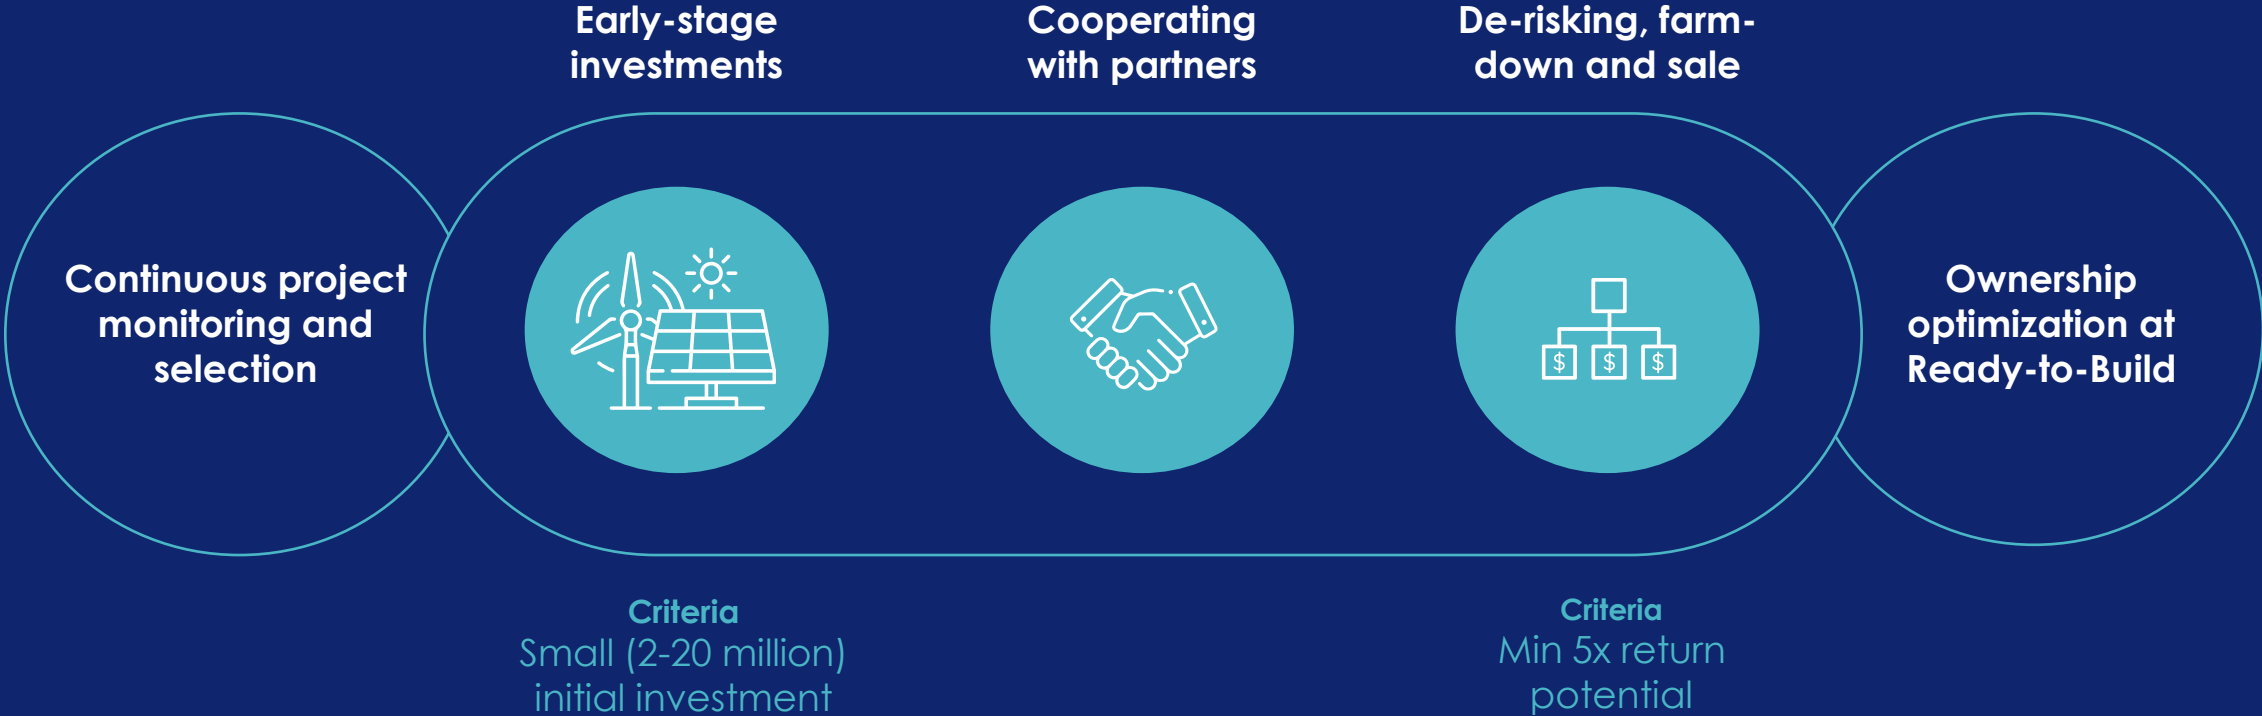 Early-stage
investments
Cooperating
with partners
De-risking, farm-
down and sale
Continuous project
monitoring and
selection
$ $ $
Ownership
optimization at
Ready-to-Build
Criteria
Small (2-20 million)
initial investment
Criteria
Min 5x return
potential